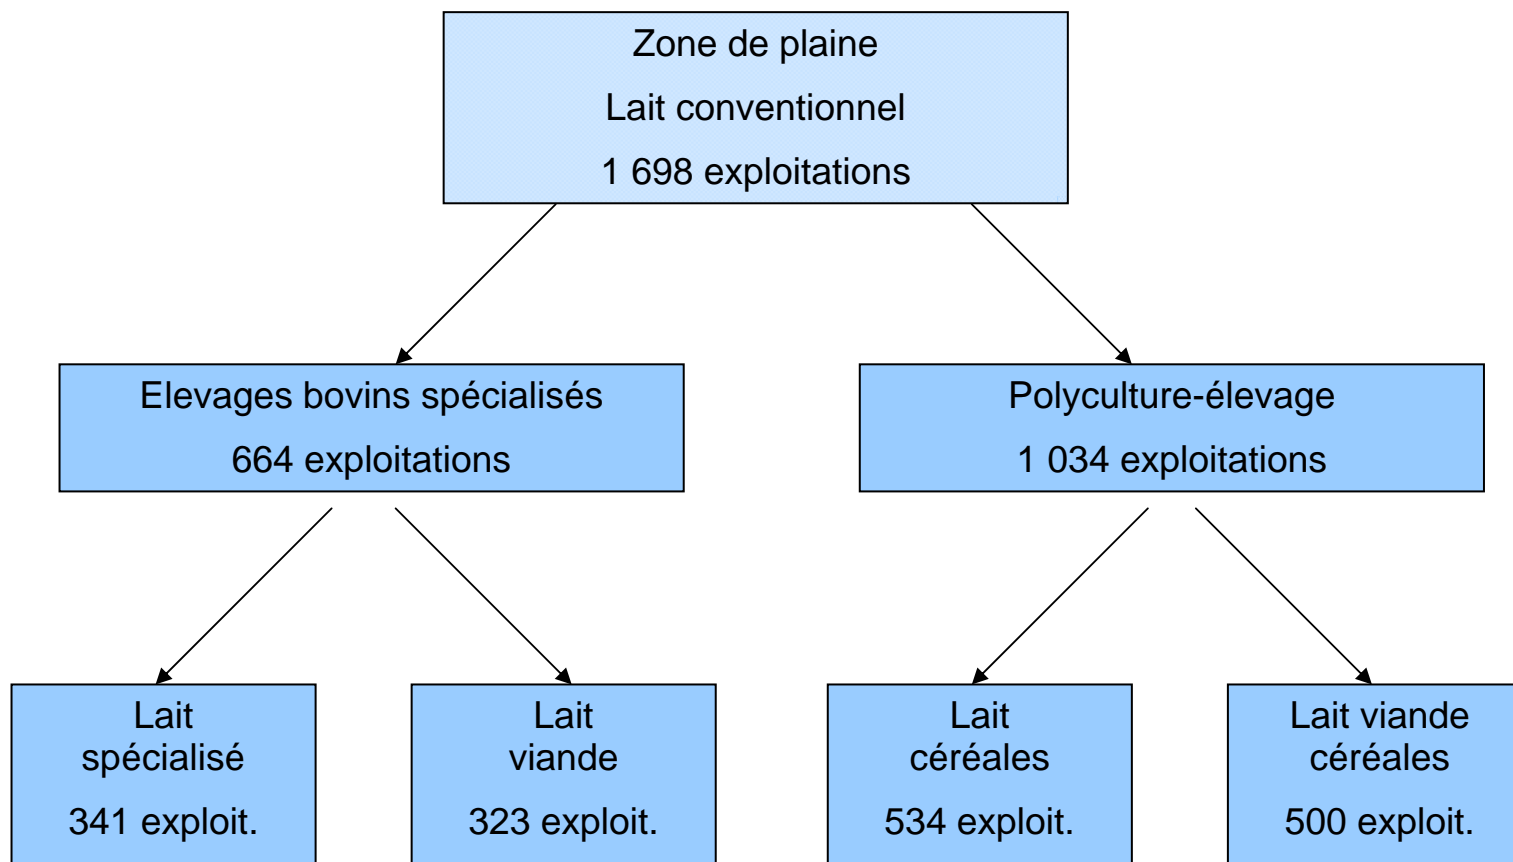 Zone de plaine
Lait conventionnel
1 698 exploitations
Elevages bovins spécialisés
664 exploitations
Polyculture-élevage
1 034 exploitations
Lait
spécialisé
341 exploit.
Lait
viande
323 exploit.
Lait
céréales
534 exploit.
Lait viande
céréales
500 exploit.